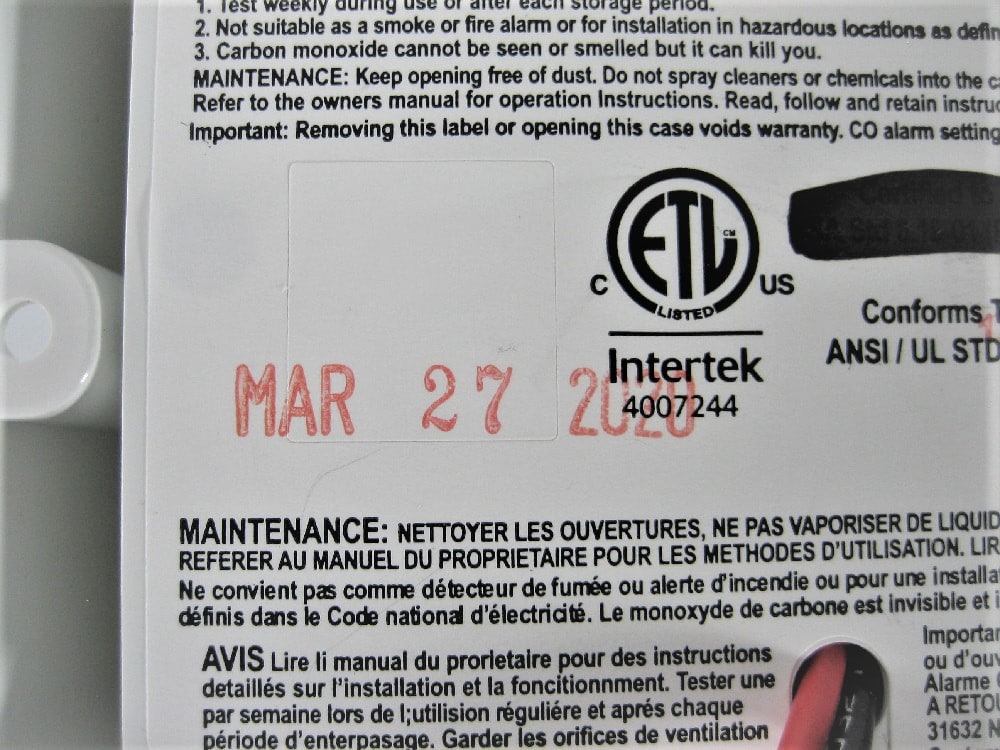 1. Test weekly during use or after each storage period.
2. Not suitable as a smoke or fire alarm or for installation in hazardous locations as defin
3. Carbon monoxide cannot be seen or smelled but it can kill you.
MAINTENANCE: Keep opening free of dust. Do not spray cleaners or chemicals into the c
Refer to the owners manual for operation Instructions. Read, follow and retain instruc
Important: Removing this label or opening this case voids warranty. CO alarm setting
ETL CM
C LISTED US
Conforms T
Intertek
ANSI / UL STD
4007244
MAR 27 2020
MAINTENANCE: NETTOYER LES OUVERTURES, NE PAS VAPORISER DE LIQUID
REFERER AU MANUEL DU PROPRIETAIRE POUR LES METHODES D'UTILISATION. LIR
Ne convient pas comme détecteur de fumée ou alerte d'incendie ou pour une installa
définis dans le Code national d'électricité. Le monoxyde de carbone est invisible et i
AVIS Lire li manual du prorietaire pour des instructions
detaillés sur l'installation et la foncitionnment. Tester une
par semaine lors de l;utilision réguliére et aprés chaque
période d'enterpasage. Garder les orifices de ventilation
Importan
ou d'ouv
Alarme
A RETOU
31632 N